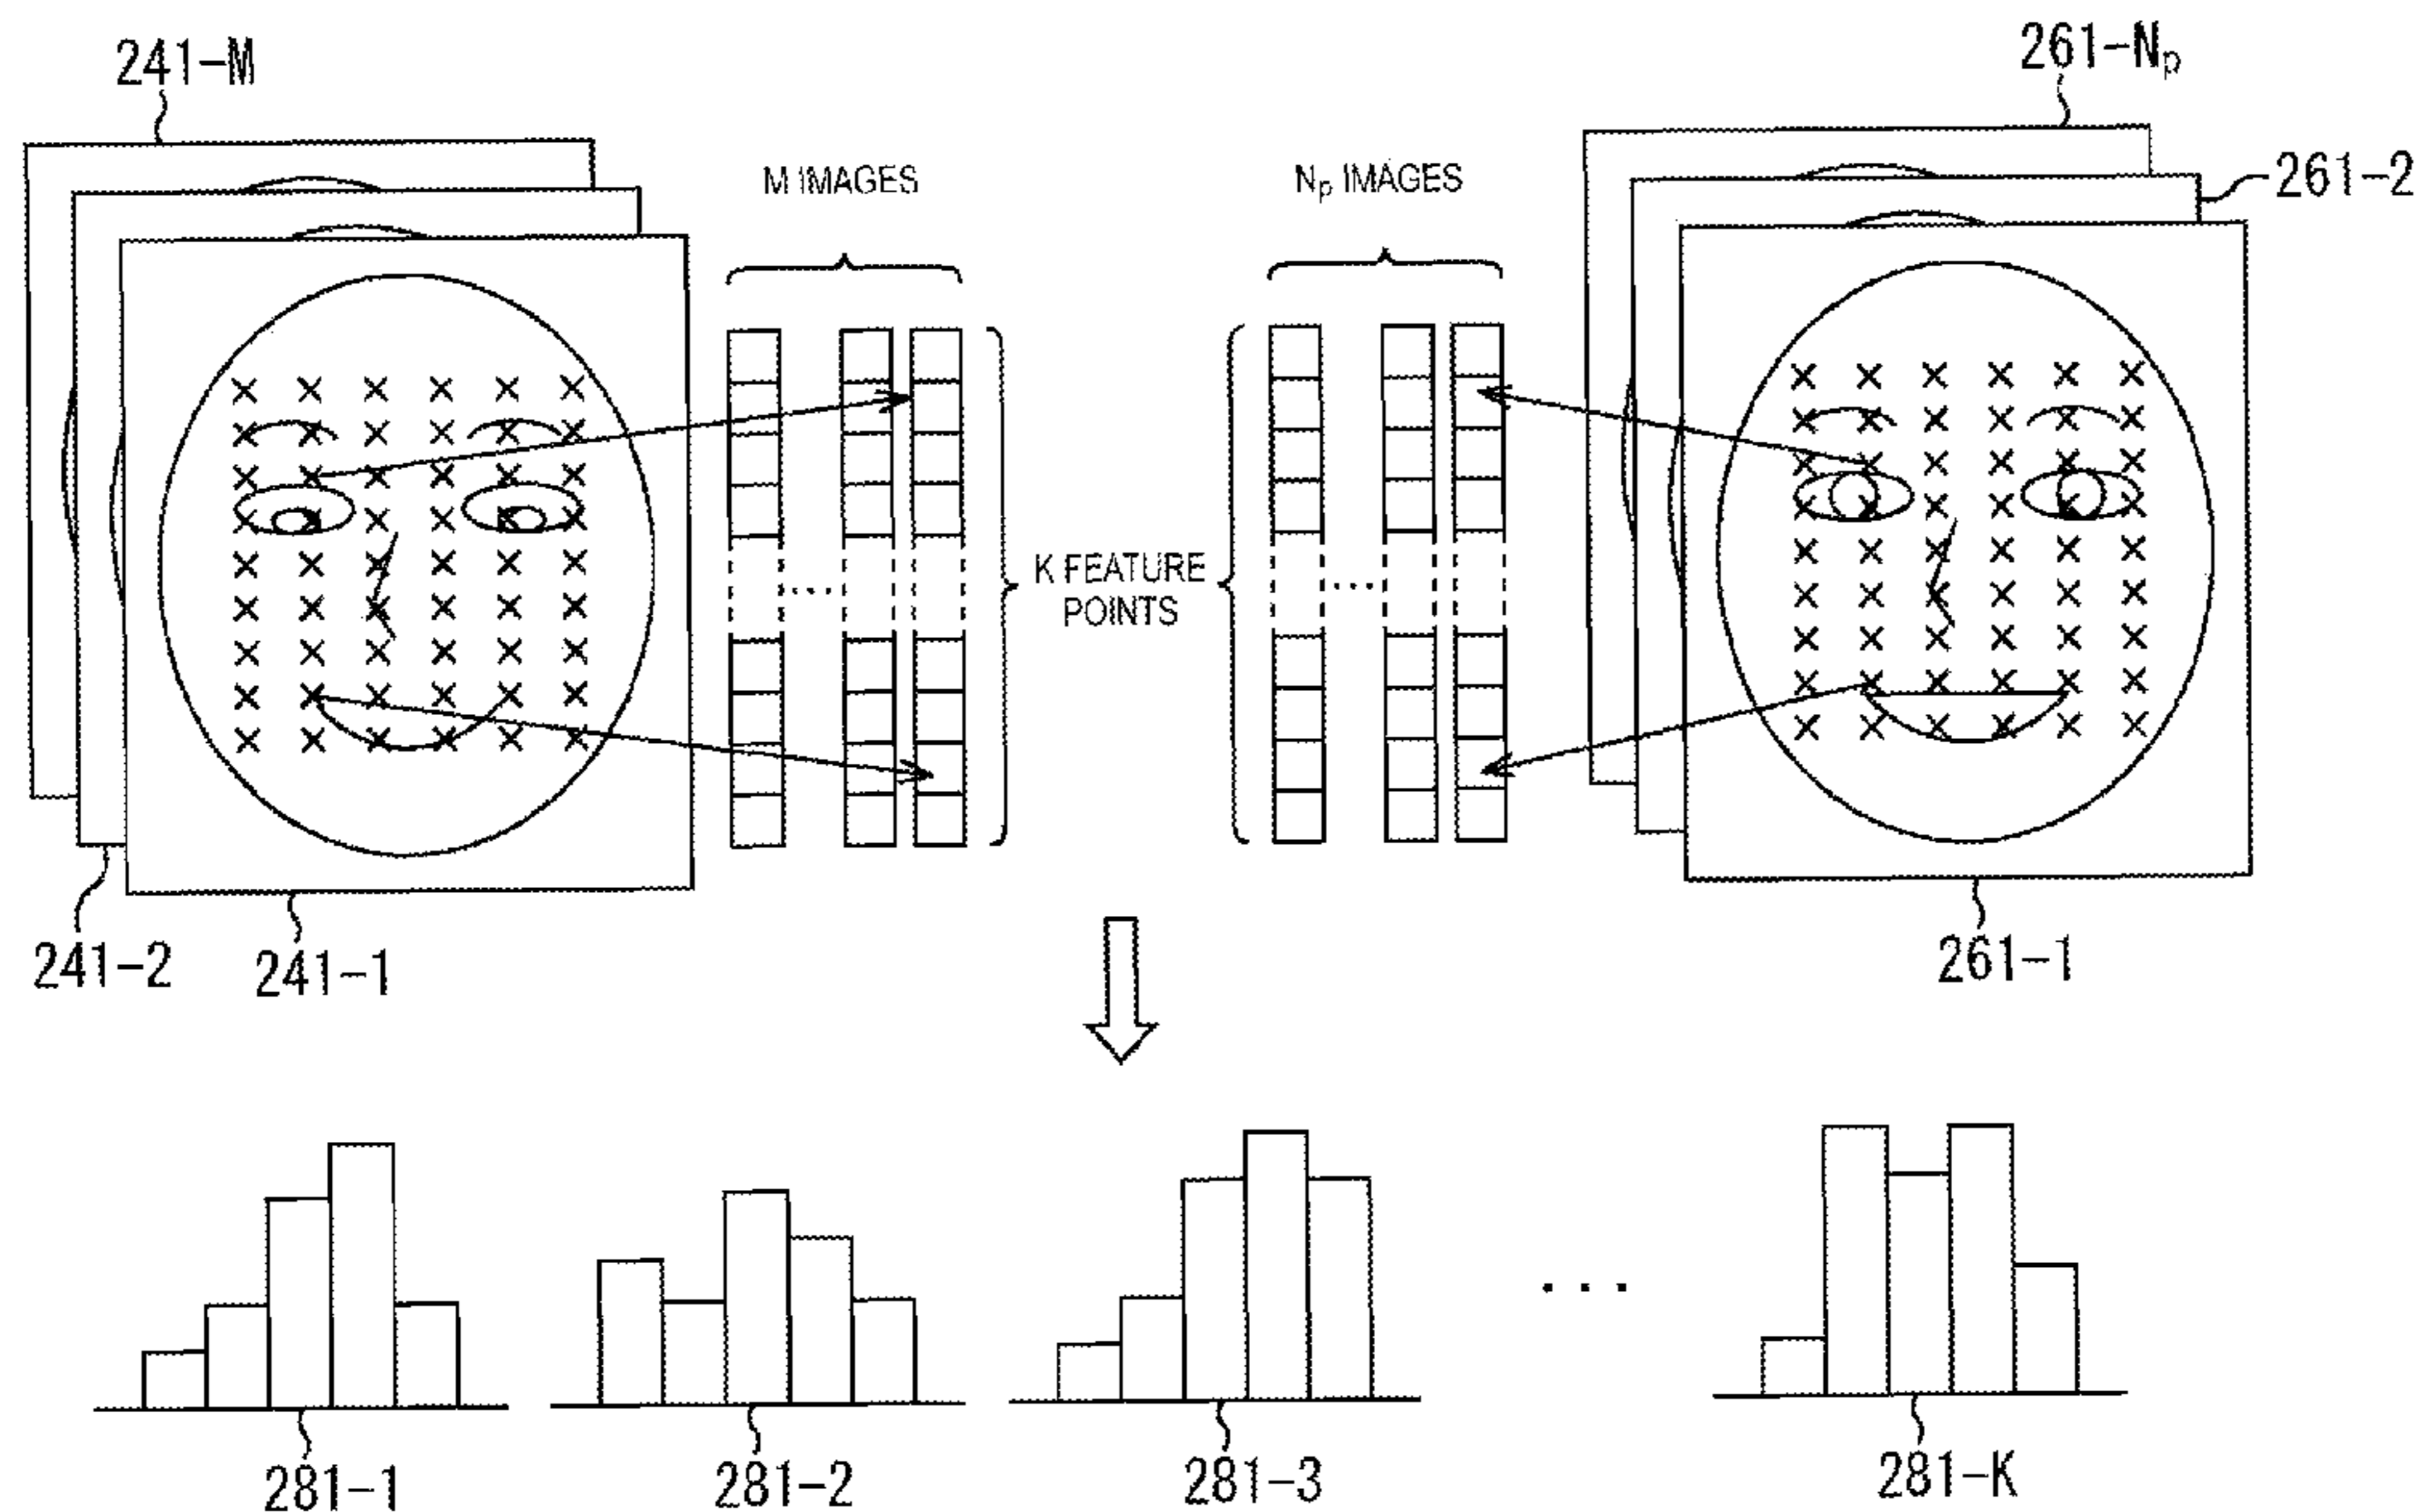 241-M
261-Np
M IMAGES
Np IMAGES
261-2
K FEATURE
POINTS
241-2
241-1
261-1
...
281-1
281-2
281-3
281-K